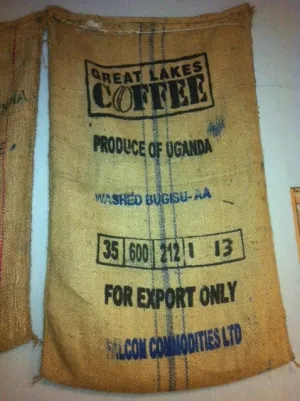 GREAT LAKES
COFFEE
PRODUCE OF UGANDA
WASHED BUGISU-AA
35 600 212 1 13
FOR EXPORT ONLY
FALCON COMMODITIES LTD